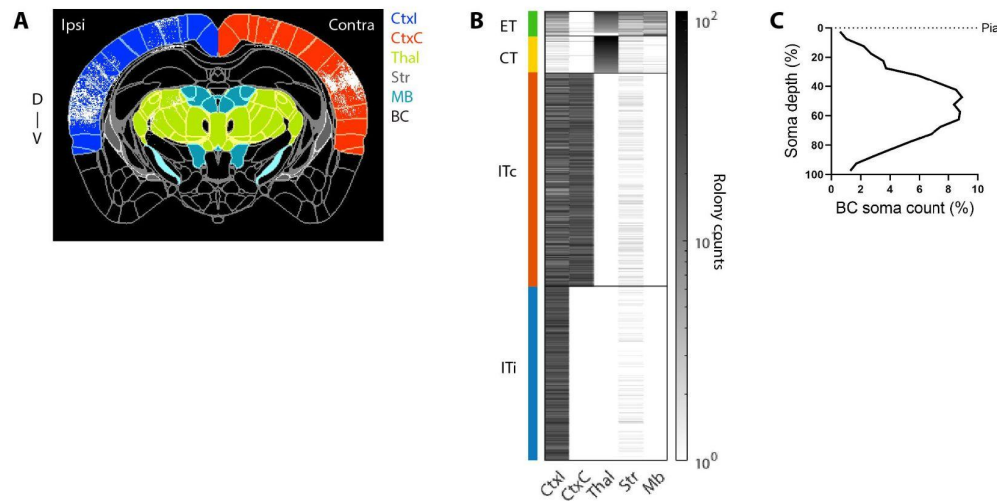 A
Ipsi
Contra
CtxI
CtxC
Thal
Str
MB
BC
D
V
B
ET
CT
ITc
ITi
CtxI
CtxC
Thal
Str
Mb
10²
10
10⁰
Rolony counts
C
Pia
0
20
40
60
80
100
Soma depth (%)
0 2 4 6 8 10
BC soma count (%)